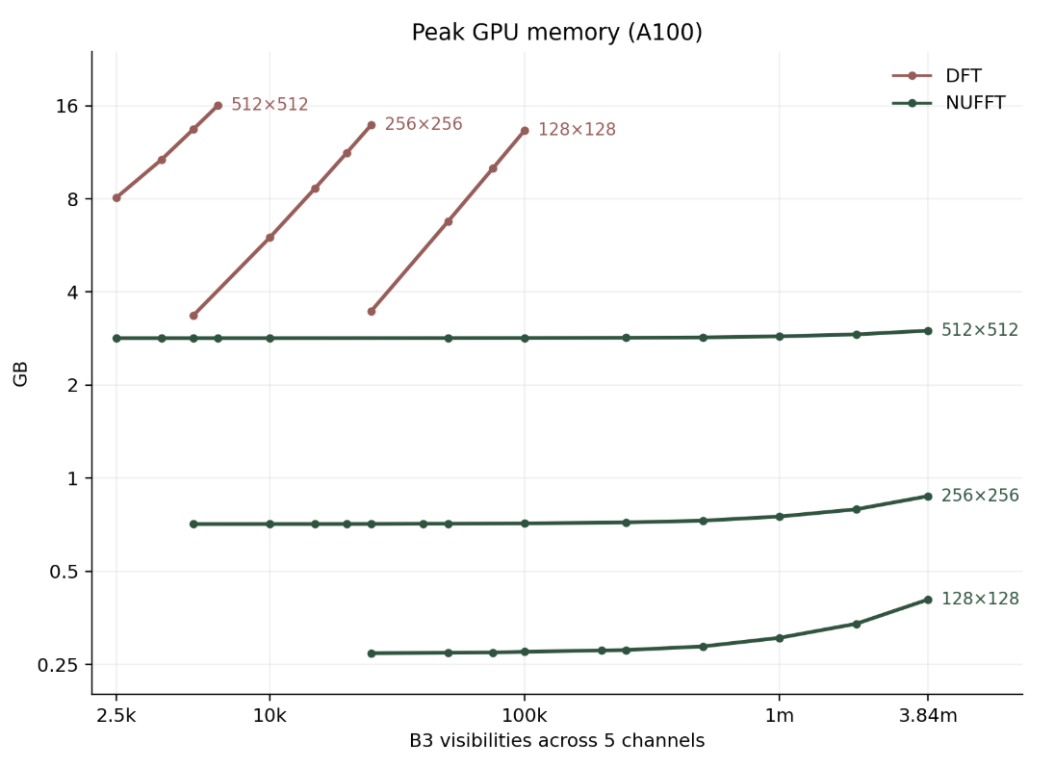 Peak GPU memory (A100)
DFT
NUFFT
512×512
256×256
128×128
512×512
256×256
128×128
GB
16
8
4
2
1
0.5
0.25
2.5k
10k
100k
1m
3.84m
B3 visibilities across 5 channels